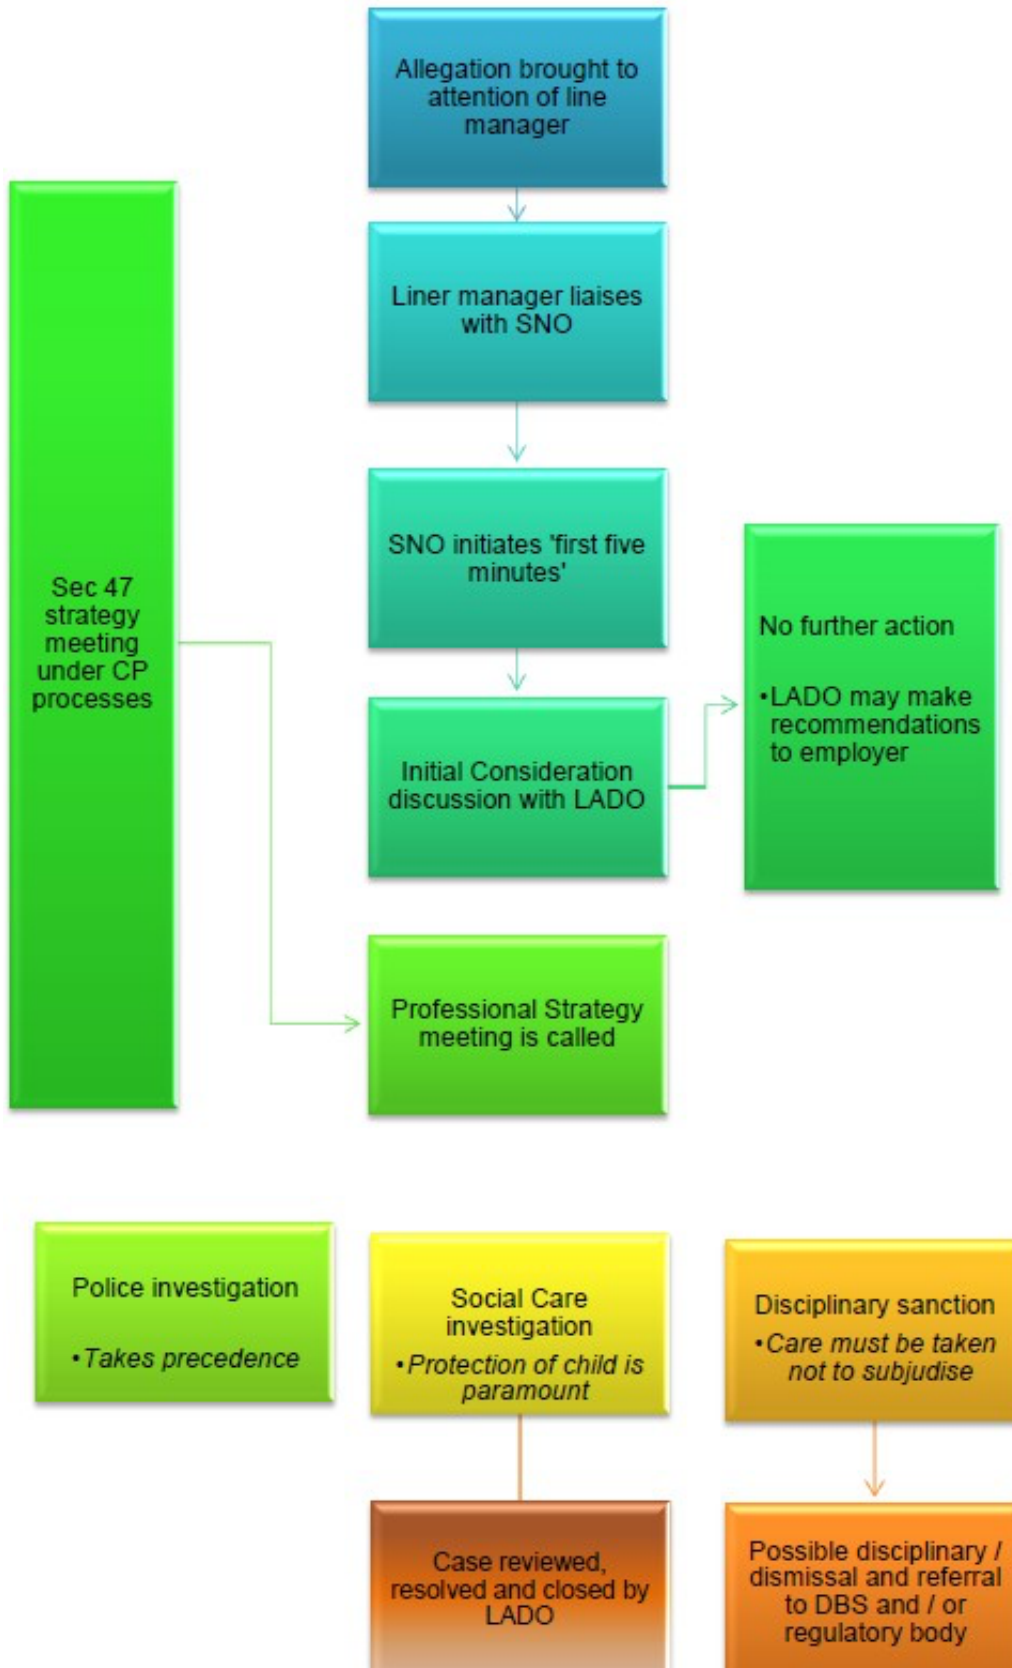 Allegation brought to
attention of line
manager
Liner manager liaises
with SNO
SNO initiates 'first five
minutes'
Sec 47
strategy
meeting
under CP
processes
No further action
•LADO may make
recommendations
to employer
Initial Consideration
discussion with LADO
Professional Strategy
meeting is called
Police investigation
•Takes precedence
Social Care
investigation
•Protection of child is
paramount
Disciplinary sanction
•Care must be taken
not to subjudise
Case reviewed,
resolved and closed by
LADO
Possible disciplinary /
dismissal and referral
to DBS and / or
regulatory body